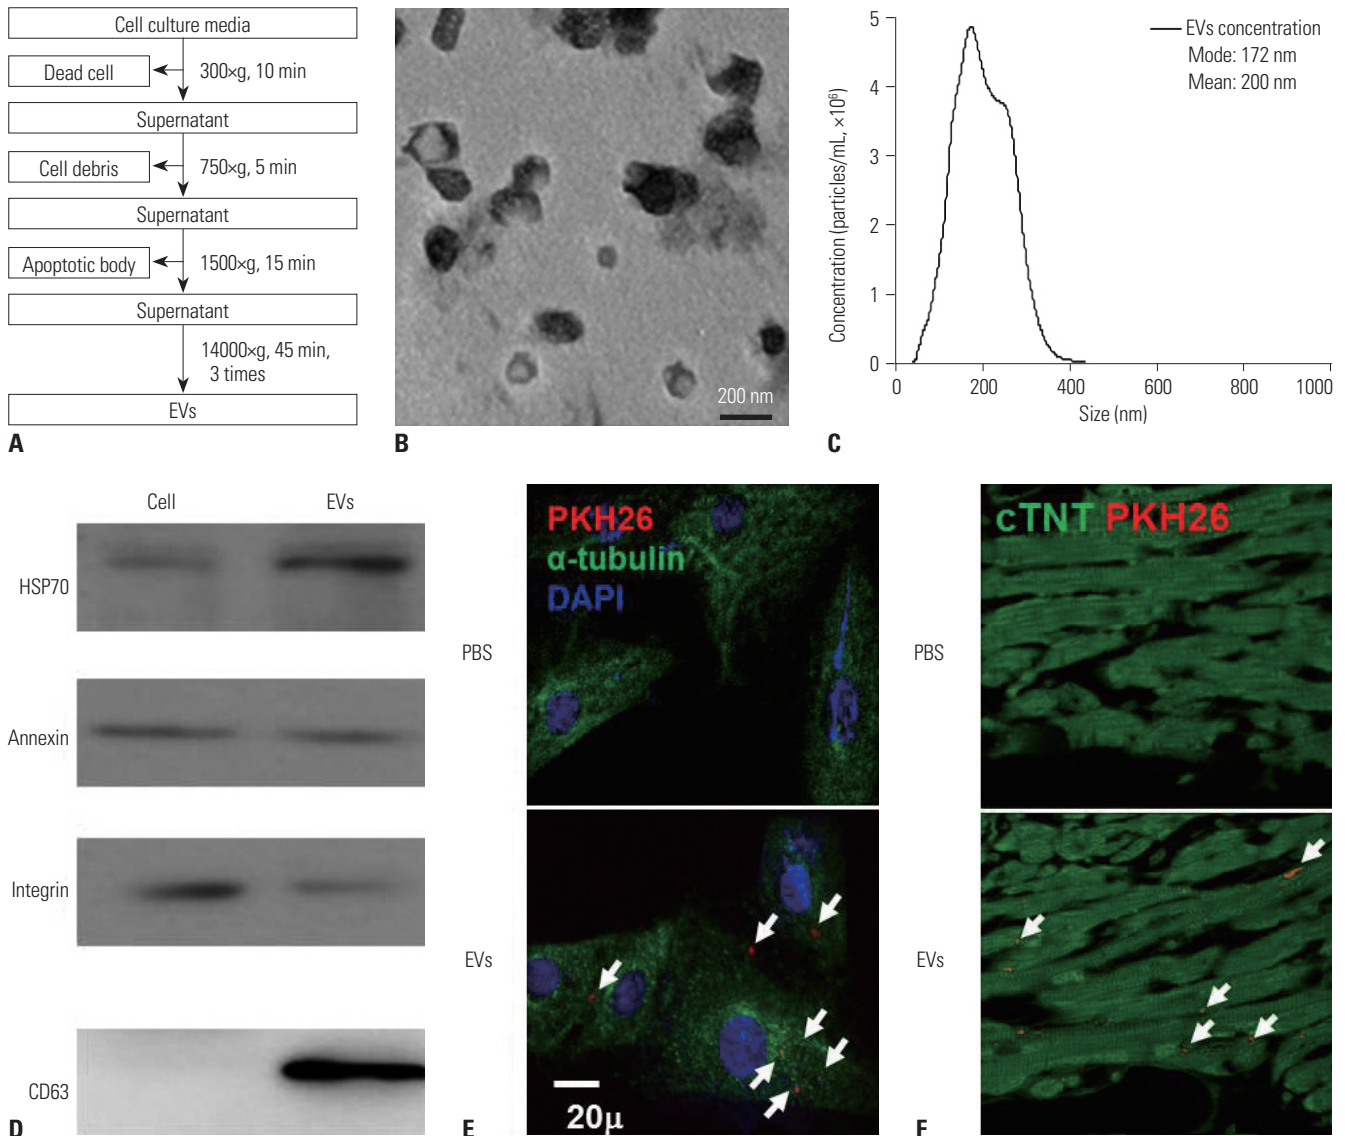 Cell culture media
Dead cell
300×g, 10 min
Supernatant
Cell debris
750×g, 5 min
Supernatant
Apoptotic body
1500×g, 15 min
Supernatant
14000×g, 45 min,
3 times
EVs
A
200 nm
B
5
4
3
2
1
0
0
200
400
600
800
1000
Concentration (particles/mL, ×10⁶)
Size (nm)
EVs concentration
Mode: 172 nm
Mean: 200 nm
C
Cell
EVs
HSP70
Annexin
Integrin
CD63
D
PBS
PKH26
α-tubulin
DAPI
EVs
20μ
E
PBS
cTNT PKH26
EVs
F